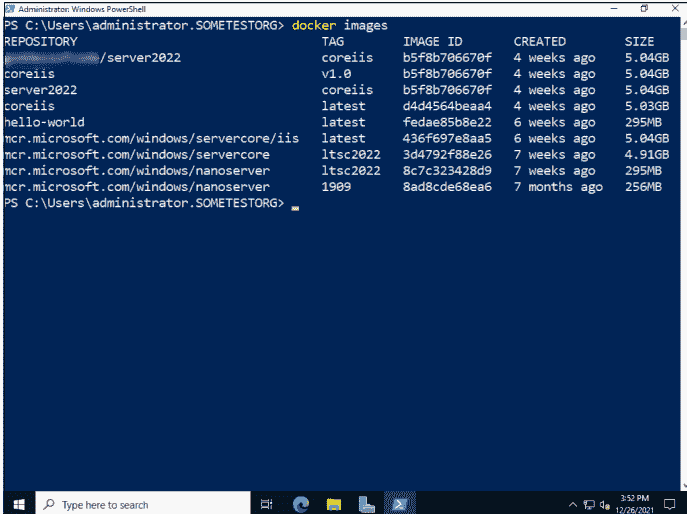 Administrator: Windows PowerShell
PS C:\Users\administrator.SOMETESTORG> docker images
REPOSITORY TAG IMAGE ID CREATED SIZE
/server2022 coreiis b5f8b706670f 4 weeks ago 5.04GB
coreiis v1.0 b5f8b706670f 4 weeks ago 5.04GB
server2022 coreiis b5f8b706670f 4 weeks ago 5.04GB
coreiis latest d4d4564beaa4 4 weeks ago 5.03GB
hello-world latest fedae85b8e22 6 weeks ago 295MB
mcr.microsoft.com/windows/servercore/iis latest 436f697e8aa5 6 weeks ago 5.04GB
mcr.microsoft.com/windows/servercore ltsc2022 3d4792f88e26 7 weeks ago 4.91GB
mcr.microsoft.com/windows/nanoserver ltsc2022 8c7c323428d9 7 weeks ago 295MB
mcr.microsoft.com/windows/nanoserver 1909 8ad8cde68ea6 7 months ago 256MB
PS C:\Users\administrator.SOMETESTORG>
Type here to search
3:52 PM
12/26/2021